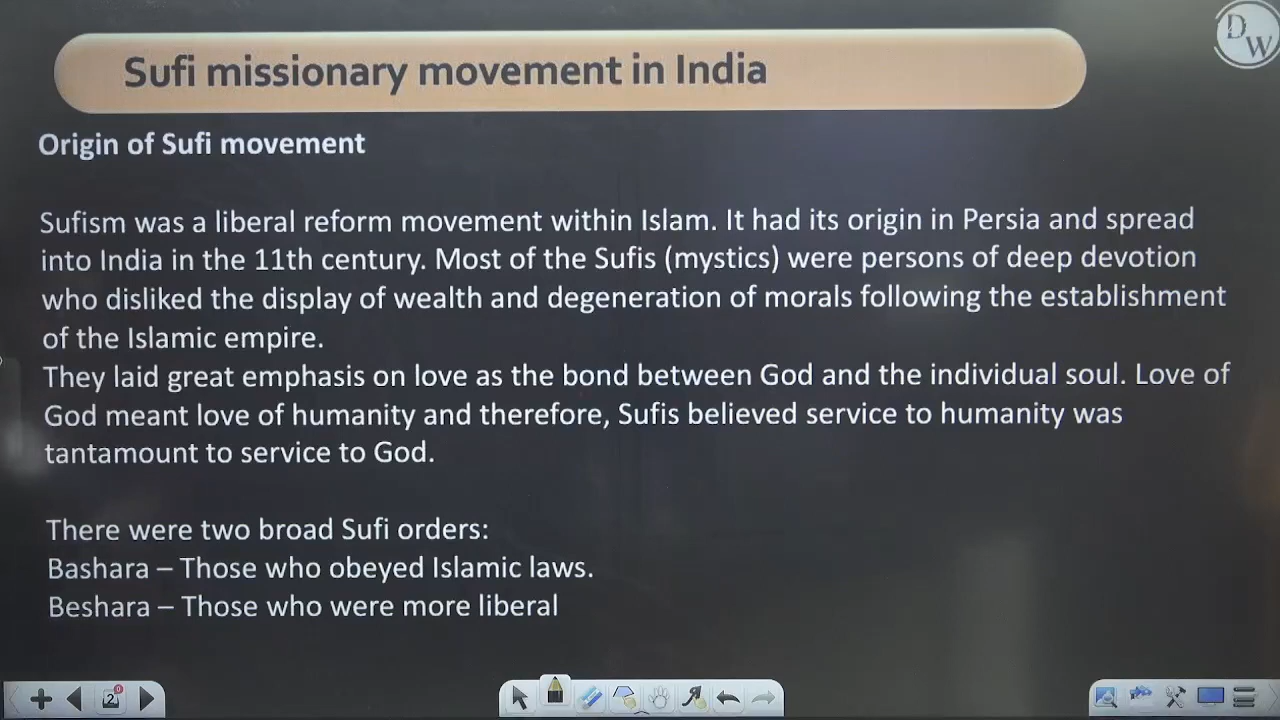 Sufi missionary movement in India
D
W
Origin of Sufi movement
Sufism was a liberal reform movement within Islam. It had its origin in Persia and spread
into India in the 11th century. Most of the Sufis (mystics) were persons of deep devotion
who disliked the display of wealth and degeneration of morals following the establishment
of the Islamic empire.
They laid great emphasis on love as the bond between God and the individual soul. Love of
God meant love of humanity and therefore, Sufis believed service to humanity was
tantamount to service to God.
There were two broad Sufi orders:
Bashara – Those who obeyed Islamic laws.
Beshara – Those who were more liberal
2